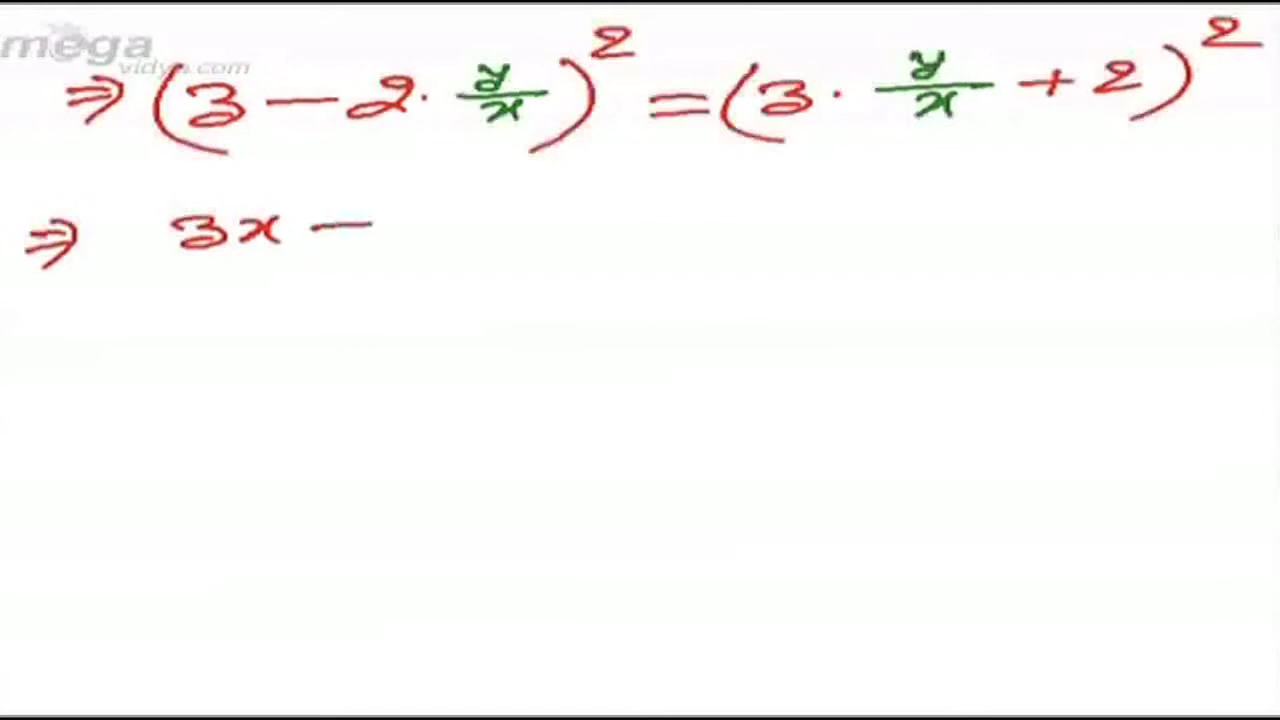 mega
vidya.com
⇒ (3 − 2 · y/x)² = (3 · y/x + 2)²
⇒ 3x −